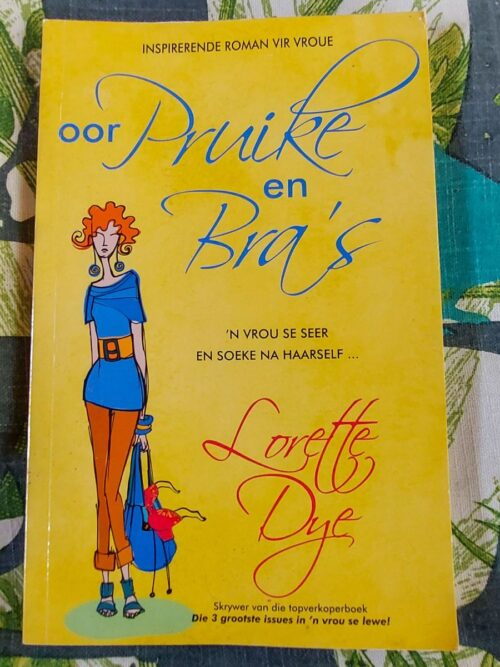 INSPIRERENDE ROMAN VIR VROUE
oor Pruike
en
Bra's
'N VROU SE SEER
EN SOEKE NA HAARSELF ...
Lorette
Dye
Skrywer van die topverkoperboek
Die 3 grootste issues in 'n vrou se lewe!